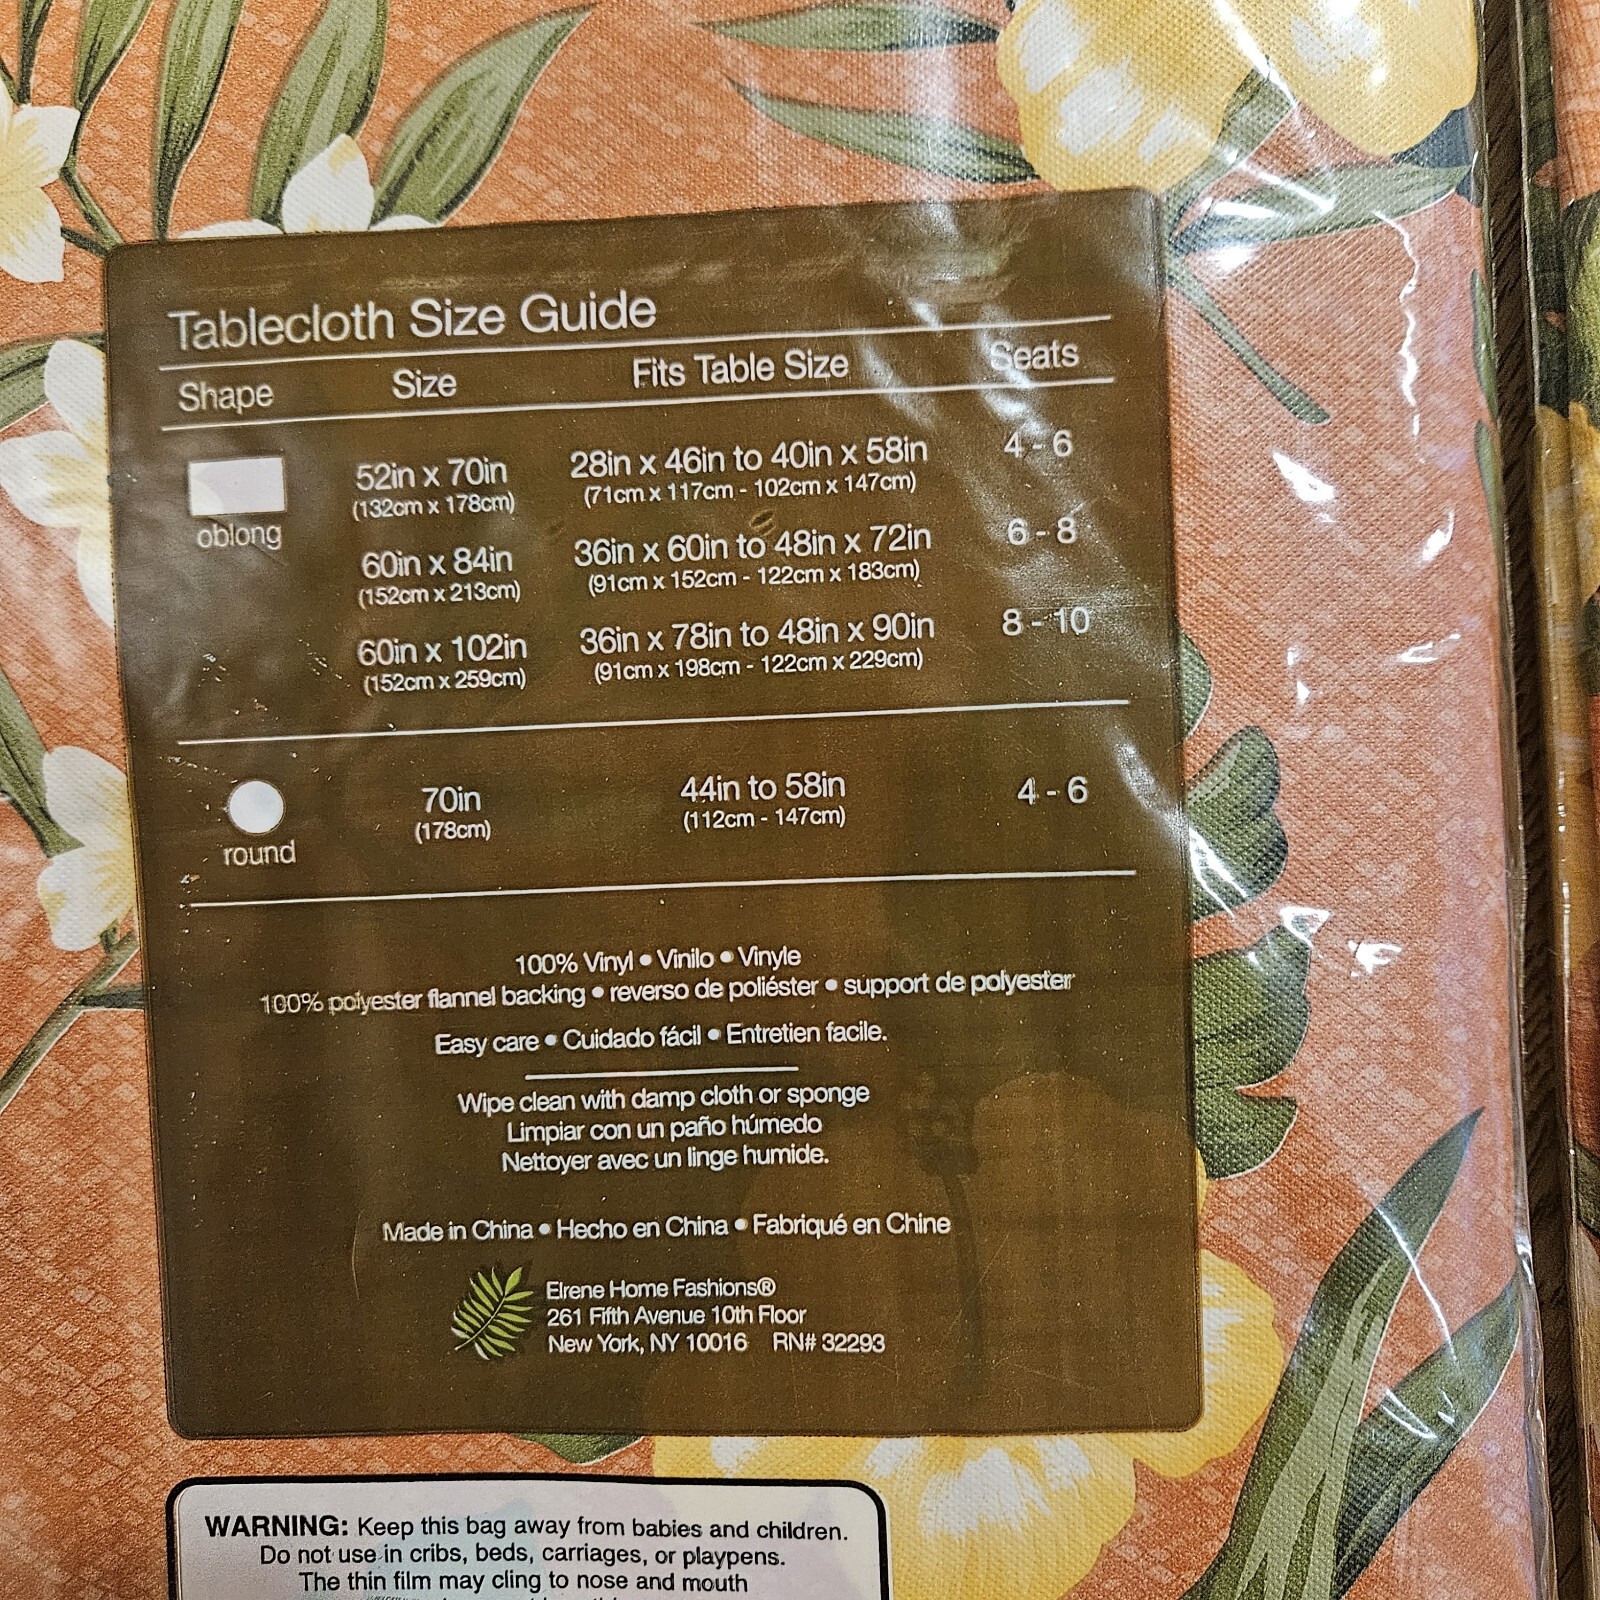 Tablecloth Size Guide
Shape Size Fits Table Size Seats
52in x 70in 28in x 46in to 40in x 58in 4 - 6
(132cm x 178cm) (71cm x 117cm - 102cm x 147cm)
oblong
60in x 84in 36in x 60in to 48in x 72in 6 - 8
(152cm x 213cm) (91cm x 152cm - 122cm x 183cm)
60in x 102in 36in x 78in to 48in x 90in 8 - 10
(152cm x 259cm) (91cm x 198cm - 122cm x 229cm)
70in 44in to 58in 4 - 6
(178cm) (112cm - 147cm)
round
100% Vinyl • Vinilo • Vinyle
100% polyester flannel backing • reverso de poliéster • support de polyester
Easy care • Cuidado fácil • Entretien facile.
Wipe clean with damp cloth or sponge
Limpiar con un paño húmedo
Nettoyer avec un linge humide.
Made in China • Hecho en China • Fabriqué en Chine
Elrene Home Fashions®
261 Fifth Avenue 10th Floor
New York, NY 10016 RN# 32293
WARNING: Keep this bag away from babies and children.
Do not use in cribs, beds, carriages, or playpens.
The thin film may cling to nose and mouth